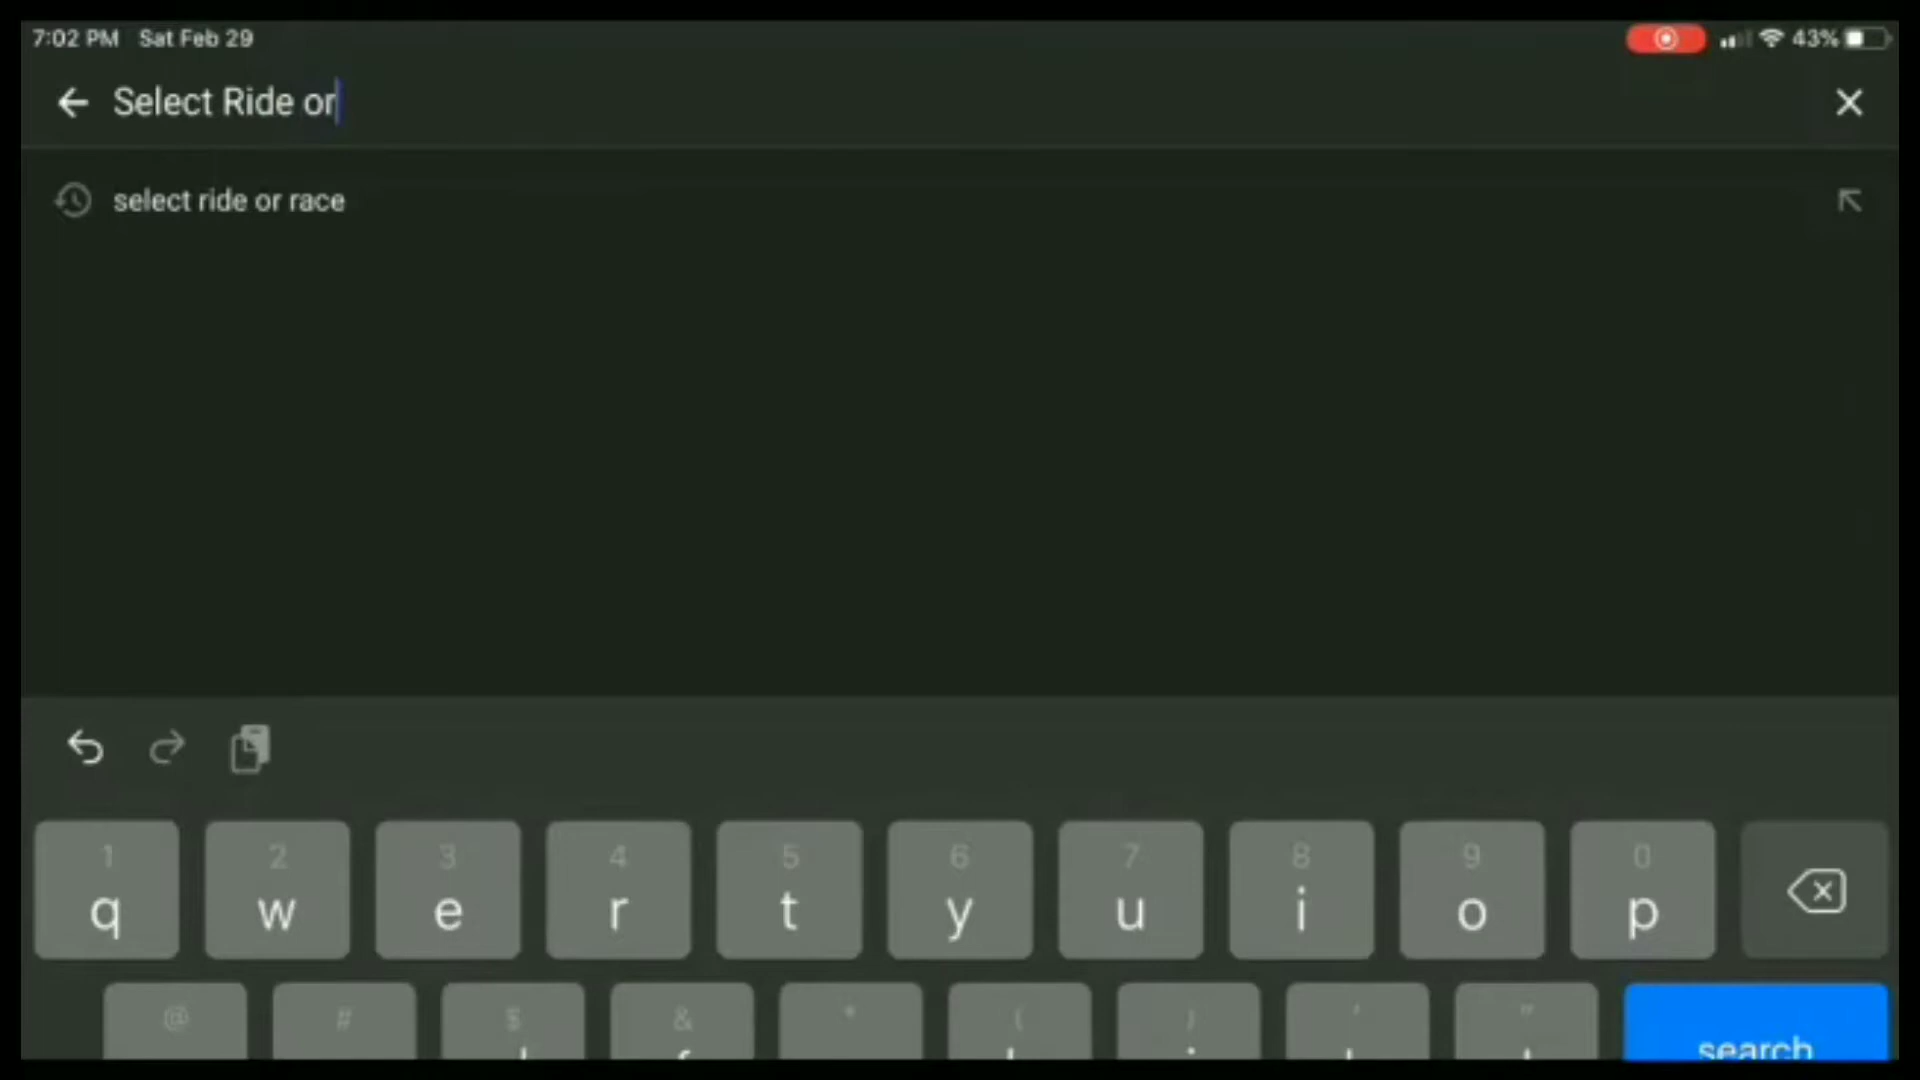 7:02 PM Sat Feb 29
43%
Select Ride or
select ride or race
1 2 3 4 5 6 7 8 9 0
q w e r t y u i o p
@ # $ & * ( ) ' "
search